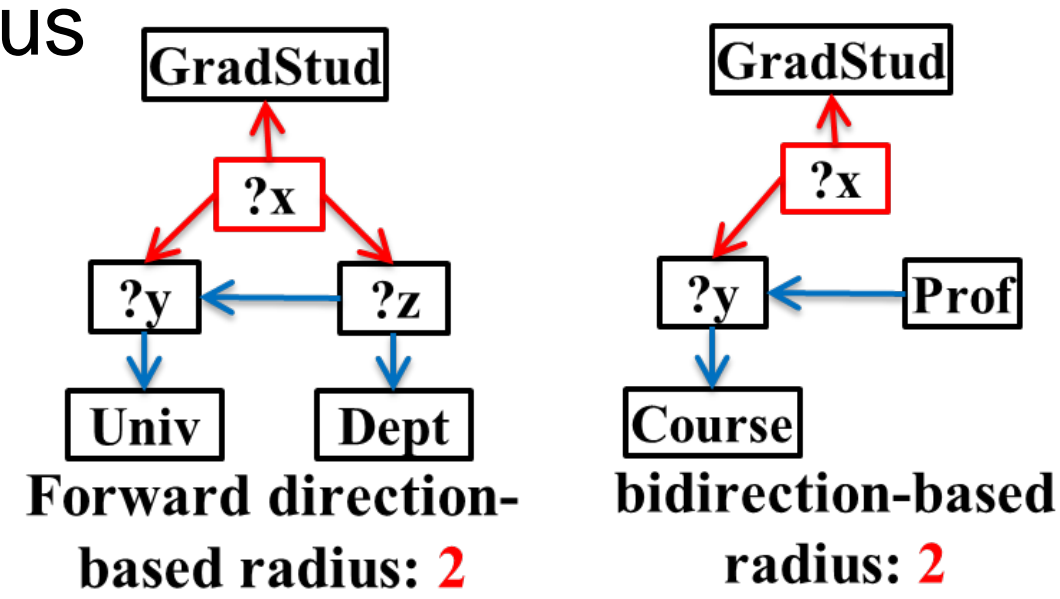 us
GradStud
?x
?y
?z
Univ
Dept
Forward direction-
based radius: 2
GradStud
?x
?y
Prof
Course
bidirection-based
radius: 2